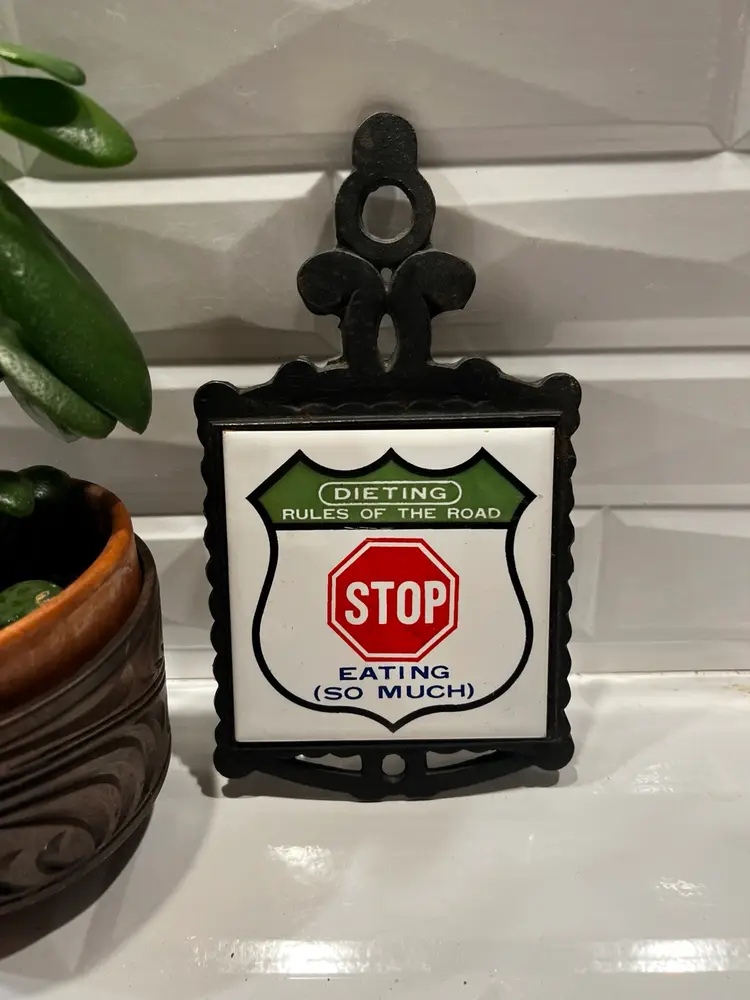 DIETING
RULES OF THE ROAD
STOP
EATING
(SO MUCH)